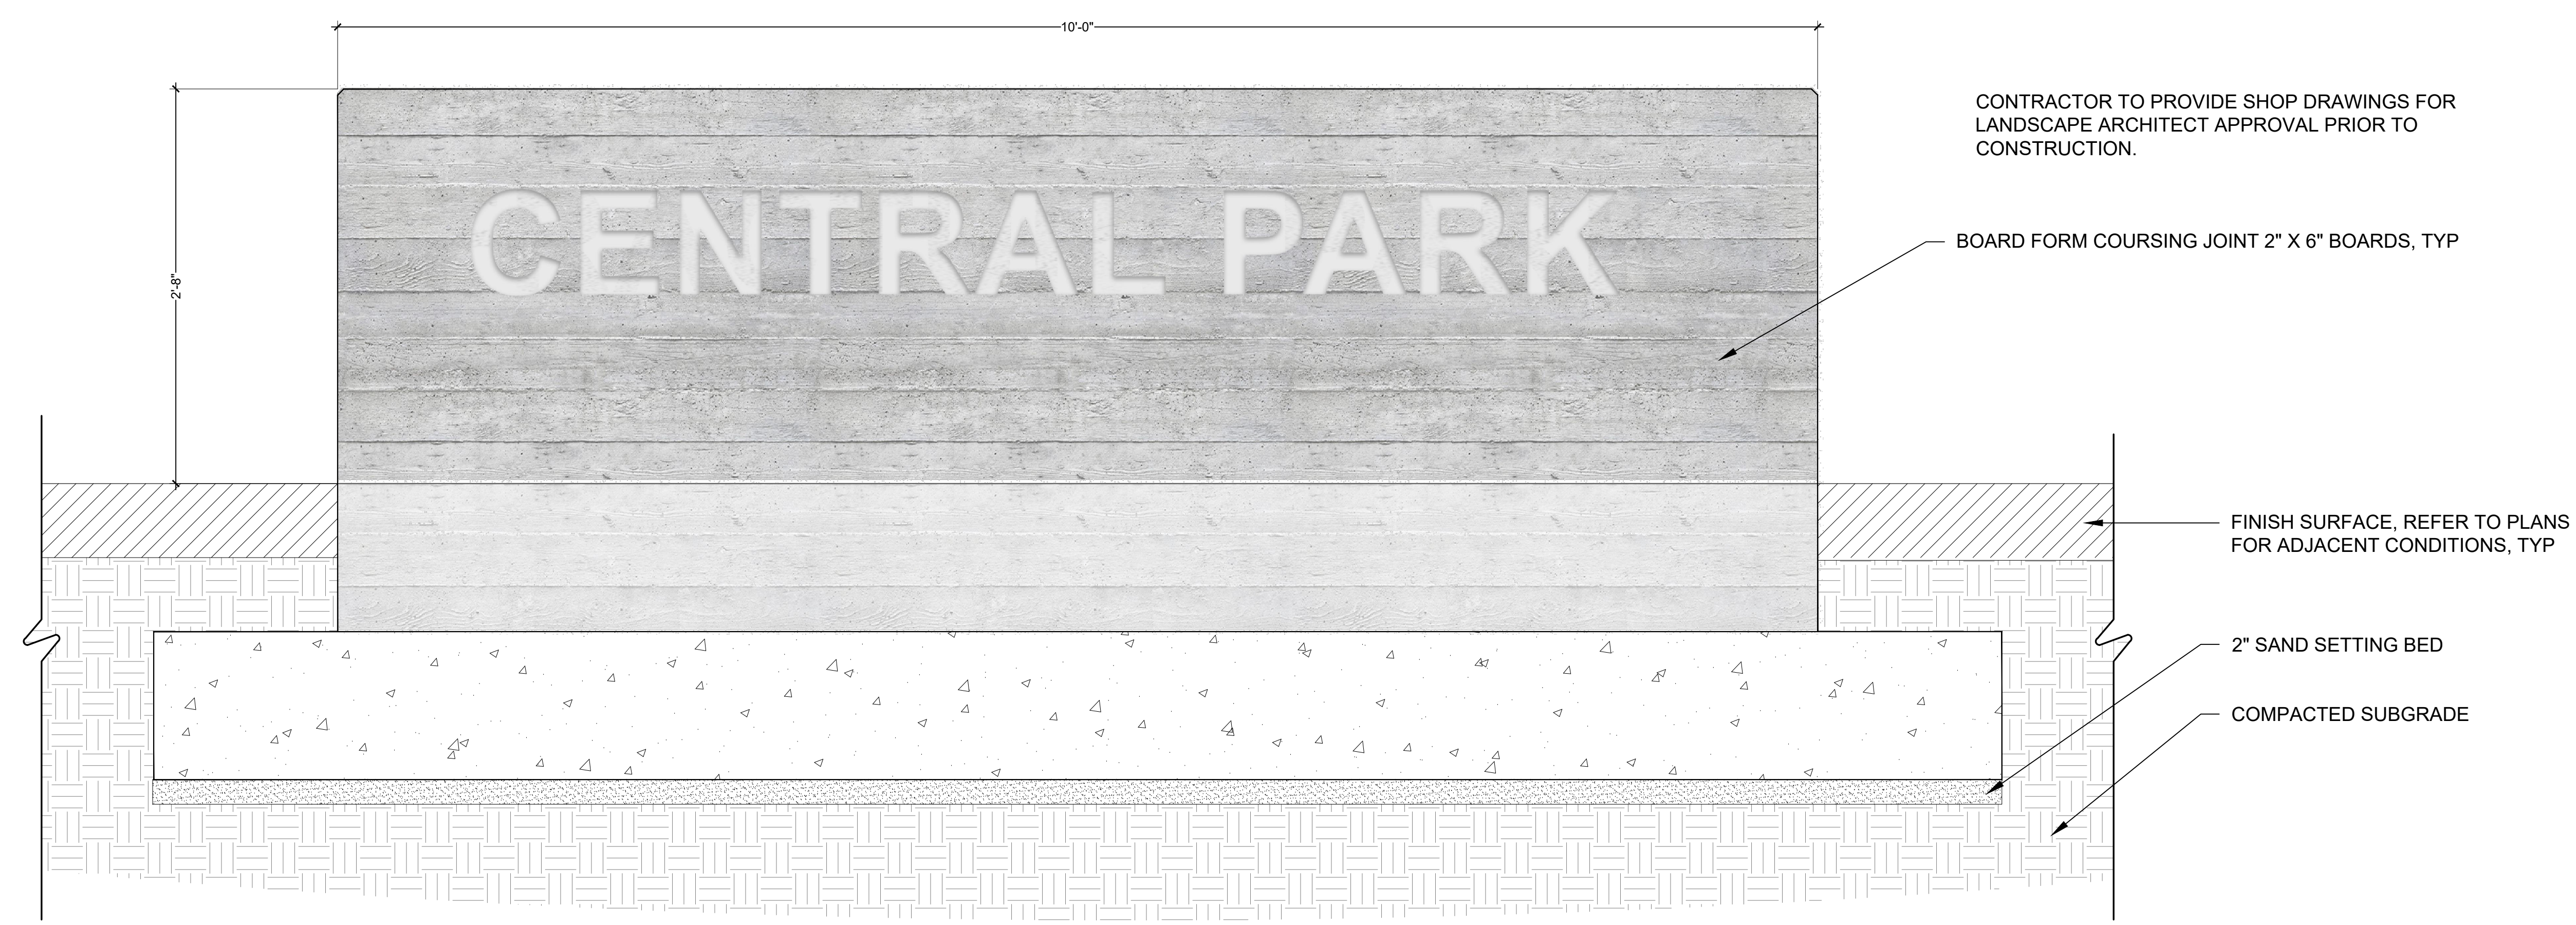 10'-0"
CONTRACTOR TO PROVIDE SHOP DRAWINGS FOR
LANDSCAPE ARCHITECT APPROVAL PRIOR TO
CONSTRUCTION.
CENTRAL PARK
BOARD FORM COURSING JOINT 2" X 6" BOARDS, TYP
2'-8"
FINISH SURFACE, REFER TO PLANS
FOR ADJACENT CONDITIONS, TYP
2" SAND SETTING BED
COMPACTED SUBGRADE